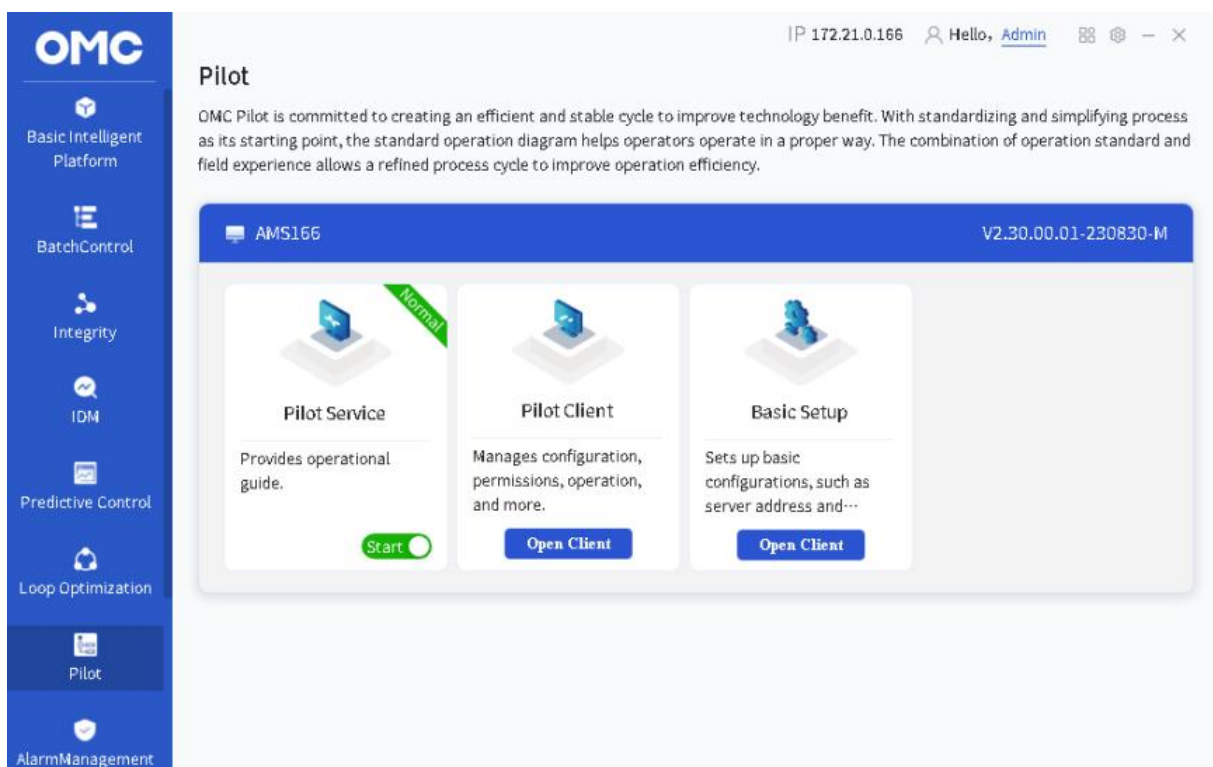 OMC
IP 172.21.0.166
Hello, Admin
Basic Intelligent
Platform
BatchControl
Integrity
IDM
Predictive Control
Loop Optimization
Pilot
AlarmManagement
Pilot
OMC Pilot is committed to creating an efficient and stable cycle to improve technology benefit. With standardizing and simplifying process
as its starting point, the standard operation diagram helps operators operate in a proper way. The combination of operation standard and
field experience allows a refined process cycle to improve operation efficiency.
AMS166
V2.30.00.01-230830-M
Normal
Pilot Service
Provides operational
guide.
Start
Pilot Client
Manages configuration,
permissions, operation,
and more.
Open Client
Basic Setup
Sets up basic
configurations, such as
server address and…
Open Client